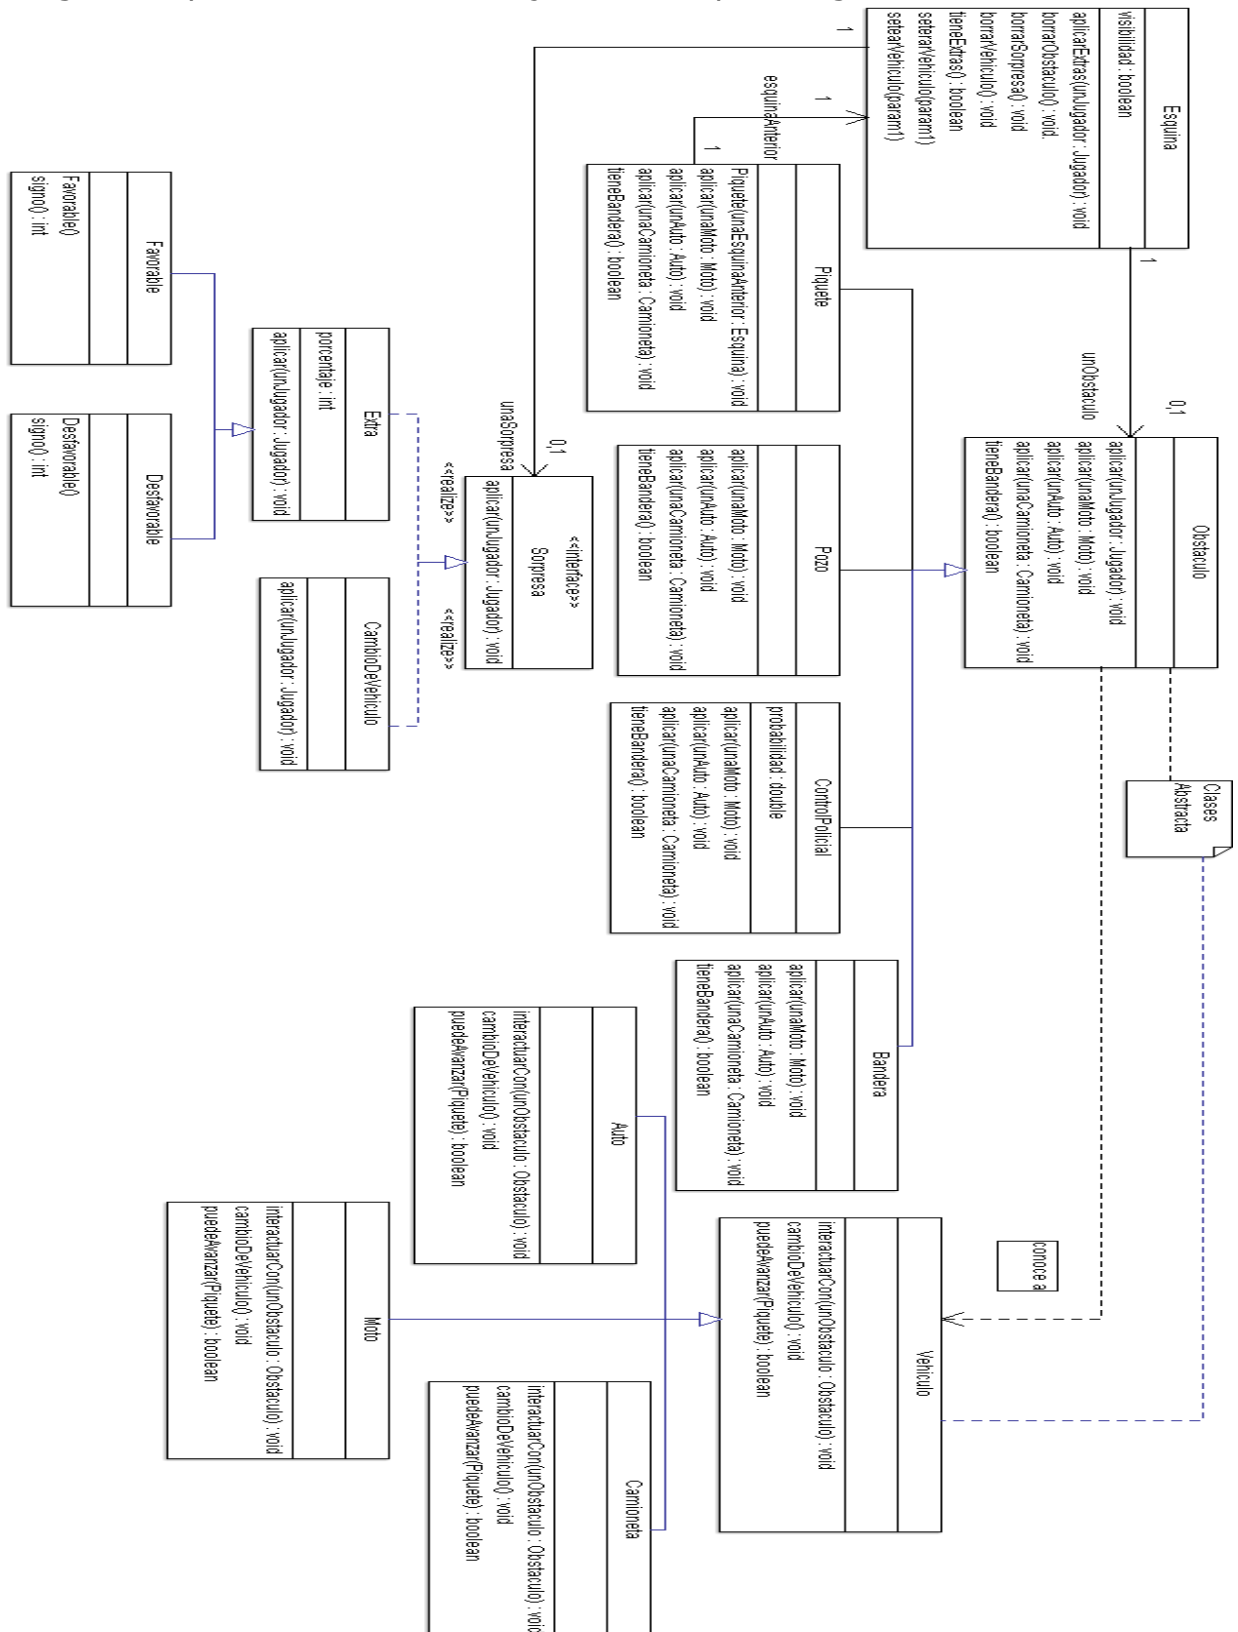 Esquina
visibilidad : boolean
aplicarExtras(unJugador : Jugador) : void
borrarObstaculo() : void.
borrarSorpresa() : void
borrarVehiculo() : void
tieneExtras() : boolean
seterarVehiculo(param1)
setearVehiculo(param1)
1
1
1
1
esquinaAnterior
0,1
unObstaculo
0,1
unaSorpresa
Obstaculo
aplicar(unJugador : Jugador) : void
aplicar(unaMoto : Moto) : void
aplicar(unAuto : Auto) : void
aplicar(unaCamioneta : Camioneta) : void
tieneBandera() : boolean
Clases
Abstracta
conoce a
Piquete
Piquete(unaEsquinaAnterior : Esquina) : void
aplicar(unaMoto : Moto) : void
aplicar(unAuto : Auto) : void
aplicar(unaCamioneta : Camioneta) : void
tieneBandera() : boolean
Pozo
aplicar(unaMoto : Moto) : void
aplicar(unAuto : Auto) : void
aplicar(unaCamioneta : Camioneta) : void
tieneBandera() : boolean
ControlPolicial
probabilidad : double
aplicar(unaMoto : Moto) : void
aplicar(unAuto : Auto) : void
aplicar(unaCamioneta : Camioneta) : void
tieneBandera() : boolean
Bandera
aplicar(unaMoto : Moto) : void
aplicar(unAuto : Auto) : void
aplicar(unaCamioneta : Camioneta) : void
tieneBandera() : boolean
Vehiculo
interactuarCon(unObstaculo : Obstaculo) : void
cambioDeVehiculo() : void
puedeAvanzar(Piquete) : boolean
<<interface>>
Sorpresa
aplicar(unJugador : Jugador) : void
<<realize>>
<<realize>>
Extra
porcentaje : int
aplicar(unJugador : Jugador) : void
CambioDeVehiculo
aplicar(unJugador : Jugador) : void
Favorable
Favorable()
signo() : int
Desfavorable
Desfavorable()
signo() : int
Auto
interactuarCon(unObstaculo : Obstaculo) : void
cambioDeVehiculo() : void
puedeAvanzar(Piquete) : boolean
Moto
interactuarCon(unObstaculo : Obstaculo) : void
cambioDeVehiculo() : void
puedeAvanzar(Piquete) : boolean
Camioneta
interactuarCon(unObstaculo : Obstaculo) : void
cambioDeVehiculo() : void
puedeAvanzar(Piquete) : boolean